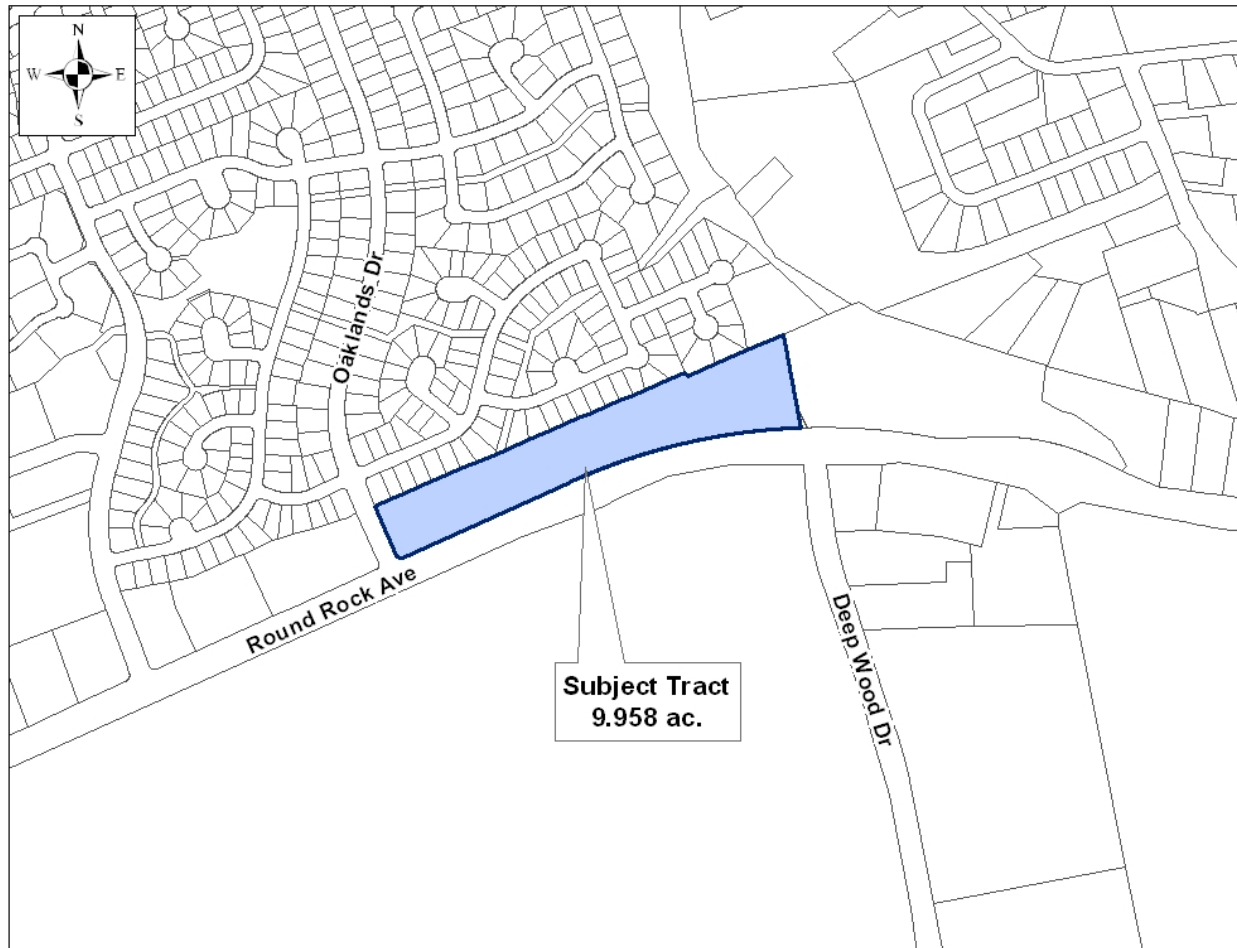 N
W E
S
Oaklands Dr
Round Rock Ave
Subject Tract
9.958 ac.
Deep Wood Dr